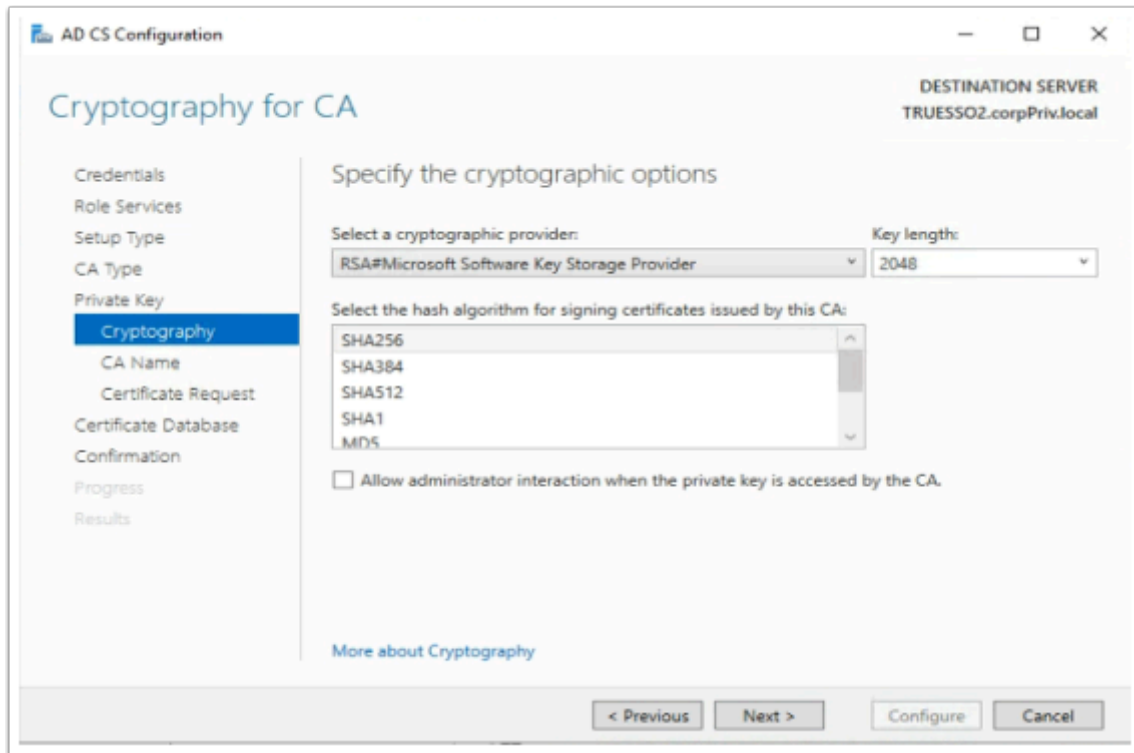 AD CS Configuration
Cryptography for CA
DESTINATION SERVER
TRUESSO2.corpPriv.local
Credentials
Role Services
Setup Type
CA Type
Private Key
Cryptography
CA Name
Certificate Request
Certificate Database
Confirmation
Progress
Results
Specify the cryptographic options
Select a cryptographic provider:
Key length:
RSA#Microsoft Software Key Storage Provider
2048
Select the hash algorithm for signing certificates issued by this CA:
SHA256
SHA384
SHA512
SHA1
MD5
Allow administrator interaction when the private key is accessed by the CA.
More about Cryptography
< Previous
Next >
Configure
Cancel